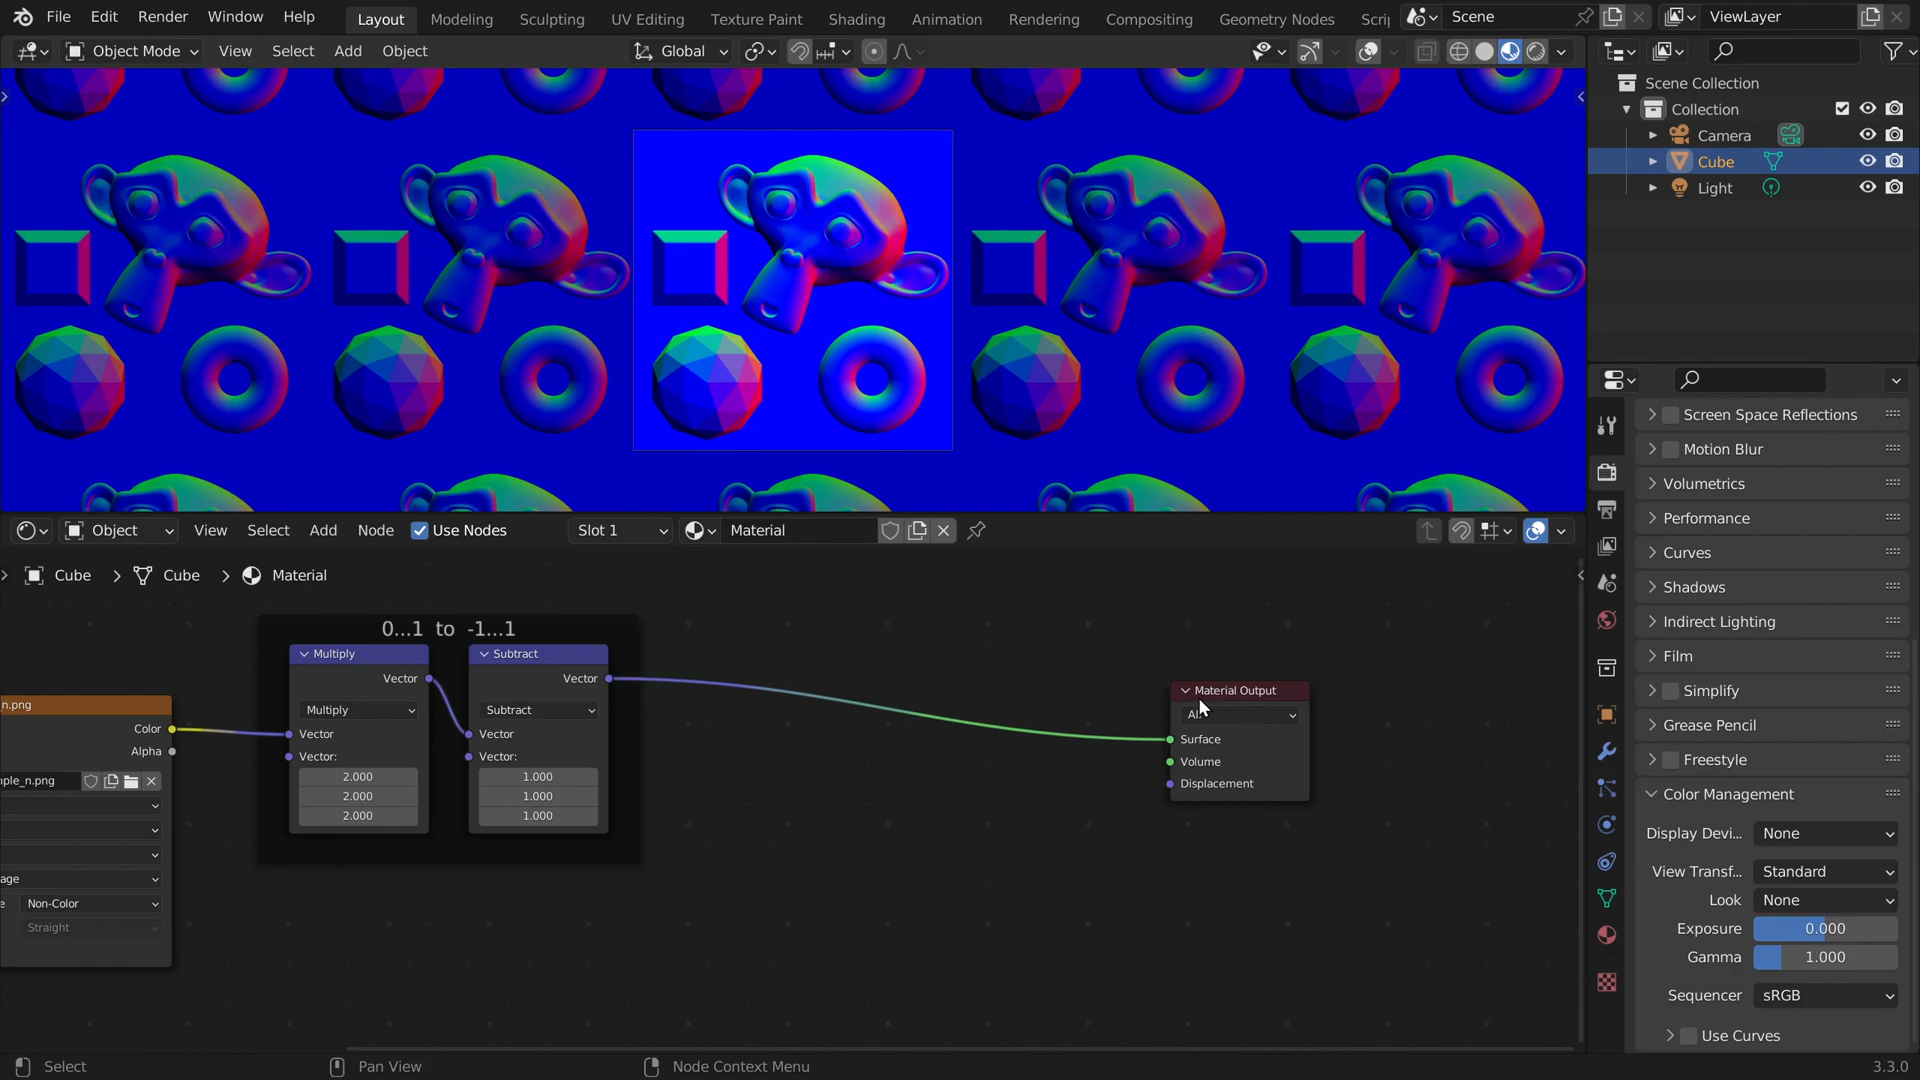 File Edit Render Window Help Layout Modeling Sculpting UV Editing Texture Paint Shading Animation Rendering Compositing Geometry Nodes Scrip Scene ViewLayer
Object Mode View Select Add Object Global
Scene Collection
Collection
Camera
Cube
Light
Screen Space Reflections
Motion Blur
Volumetrics
Performance
Curves
Shadows
Indirect Lighting
Film
Simplify
Grease Pencil
Freestyle
Color Management
Display Devi... None
View Transf... Standard
Look None
Exposure 0.000
Gamma 1.000
Sequencer sRGB
Use Curves
Object View Select Add Node Use Nodes Slot 1 Material
Cube > Cube > Material
0...1 to -1...1
n.png
Color
Alpha
ple_n.png
age
e Non-Color
Straight
Multiply
Vector
Multiply
Vector
Vector:
2.000
2.000
2.000
Subtract
Vector
Subtract
Vector
Vector:
1.000
1.000
1.000
Material Output
Surface
Volume
Displacement
Select Pan View Node Context Menu 3.3.0